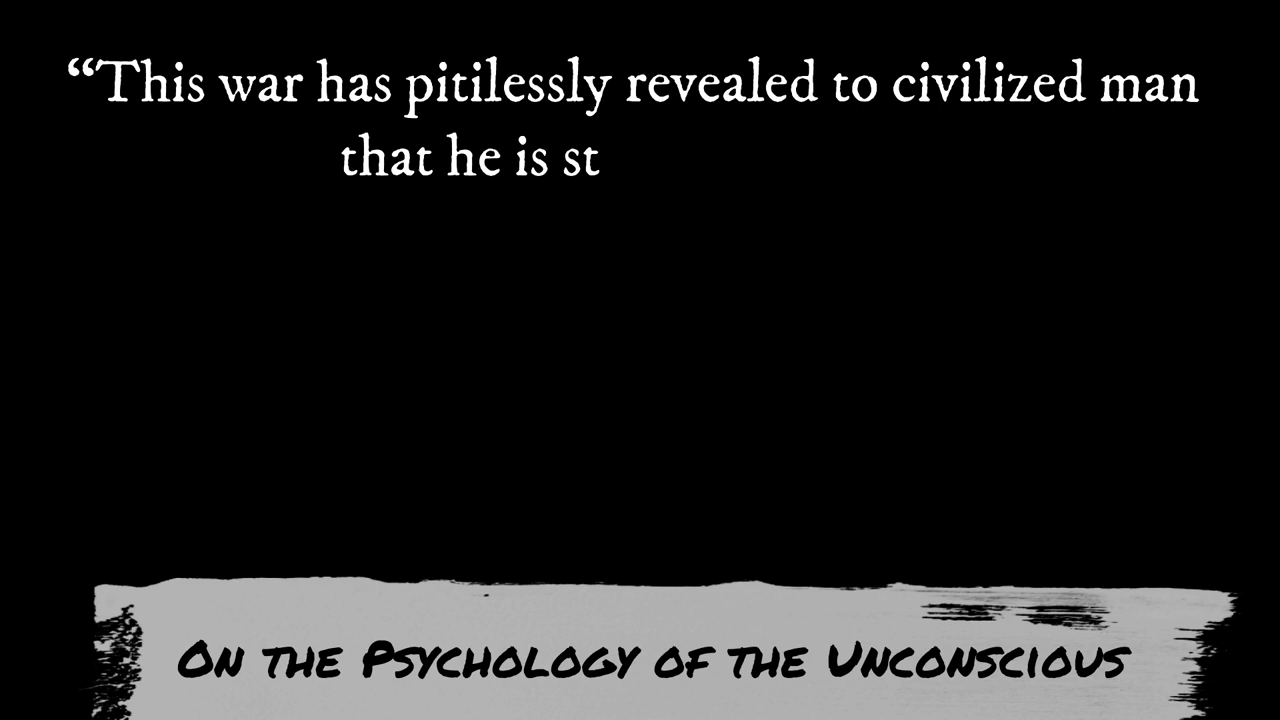 “This war has pitilessly revealed to civilized man
that he is st
On the Psychology of the Unconscious